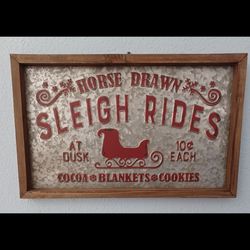 HORSE DRAWN
SLEIGH RIDES
AT 10¢
DUSK EACH
COCOA*BLANKETS*COOKIES